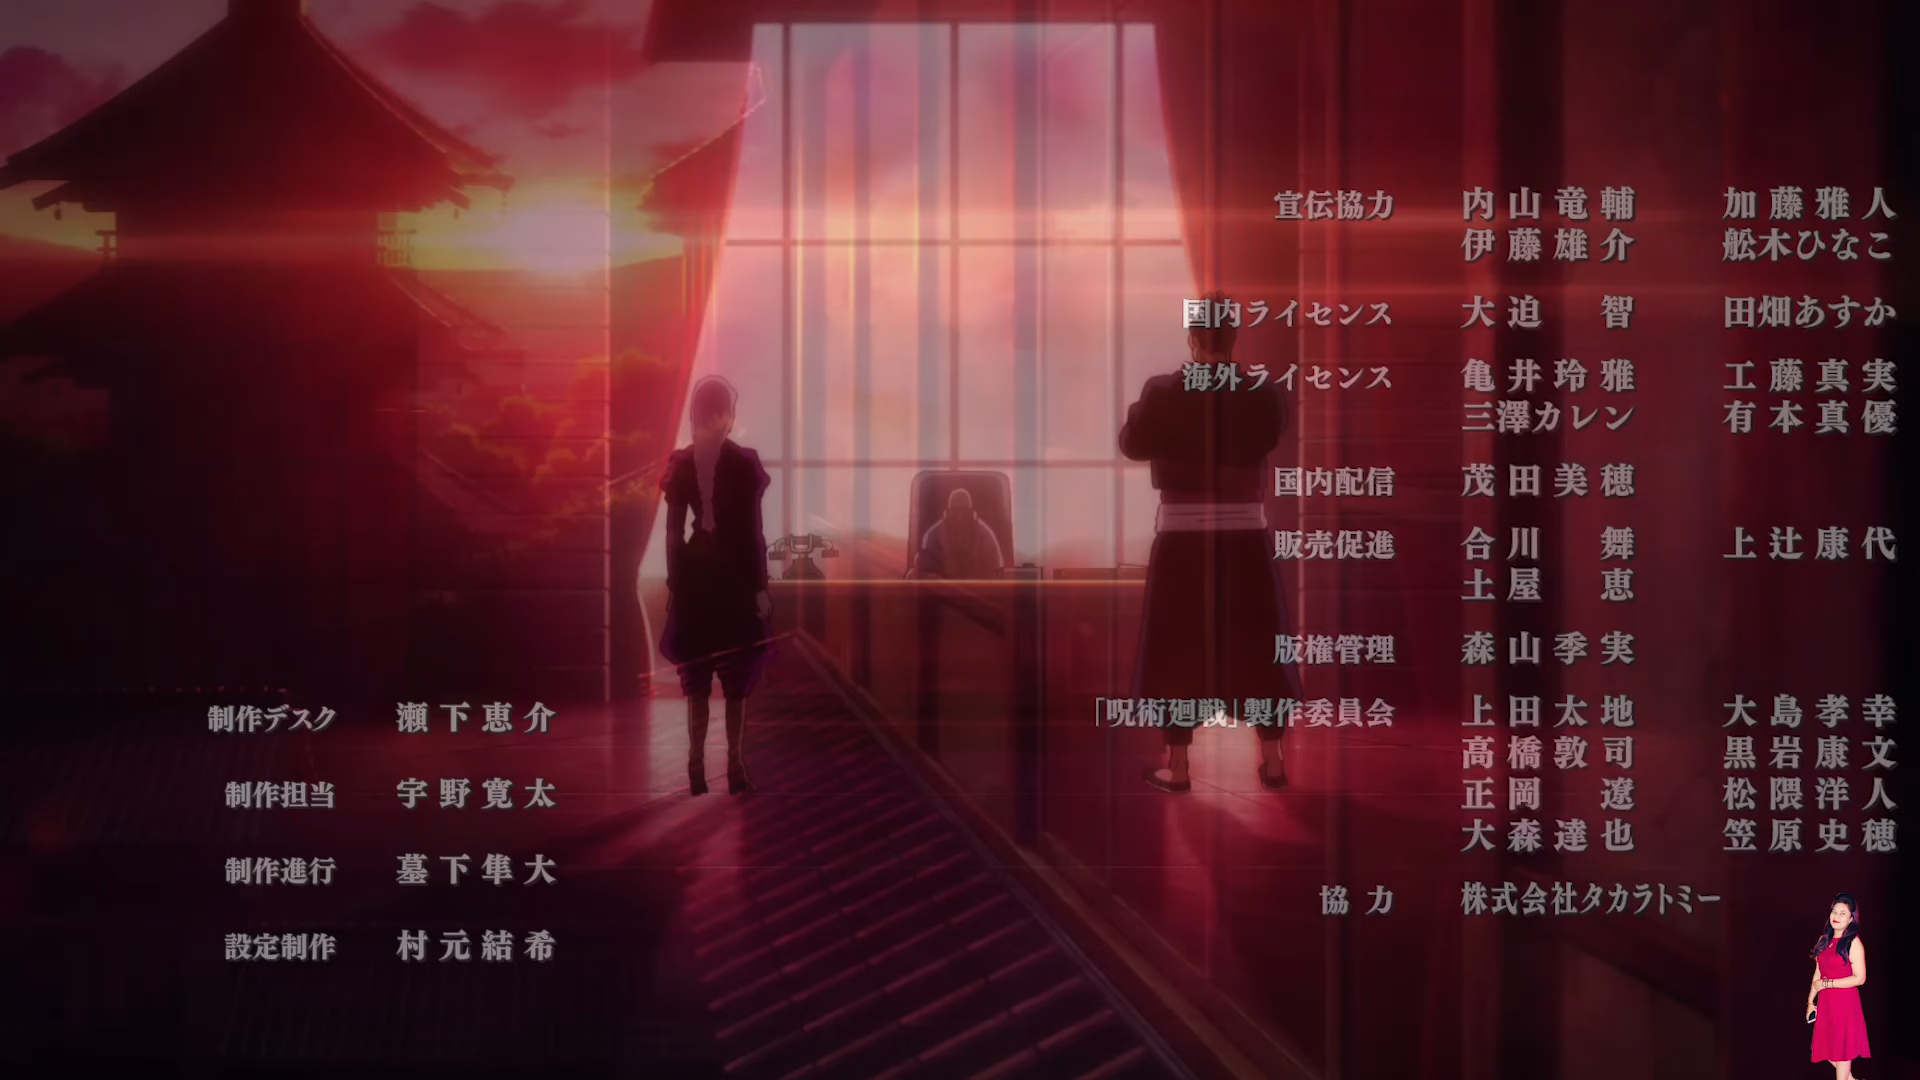 宣伝協力 内山竜輔 加藤雅人
伊藤雄介 舩木ひなこ
国内ライセンス 大迫智 田畑あすか
海外ライセンス 亀井玲雅 工藤真実
三澤カレン 有本真優
国内配信 茂田美穂
販売促進 合川舞 上辻康代
土屋恵
版権管理 森山季実
「呪術廻戦」製作委員会 上田太地 大島孝幸
高橋敦司 黒岩康文
正岡遼 松隈洋人
大森達也 笠原史穂
協力 株式会社タカラトミー
制作デスク 瀬下恵介
制作担当 宇野寛太
制作進行 墓下隼大
設定制作 村元結希